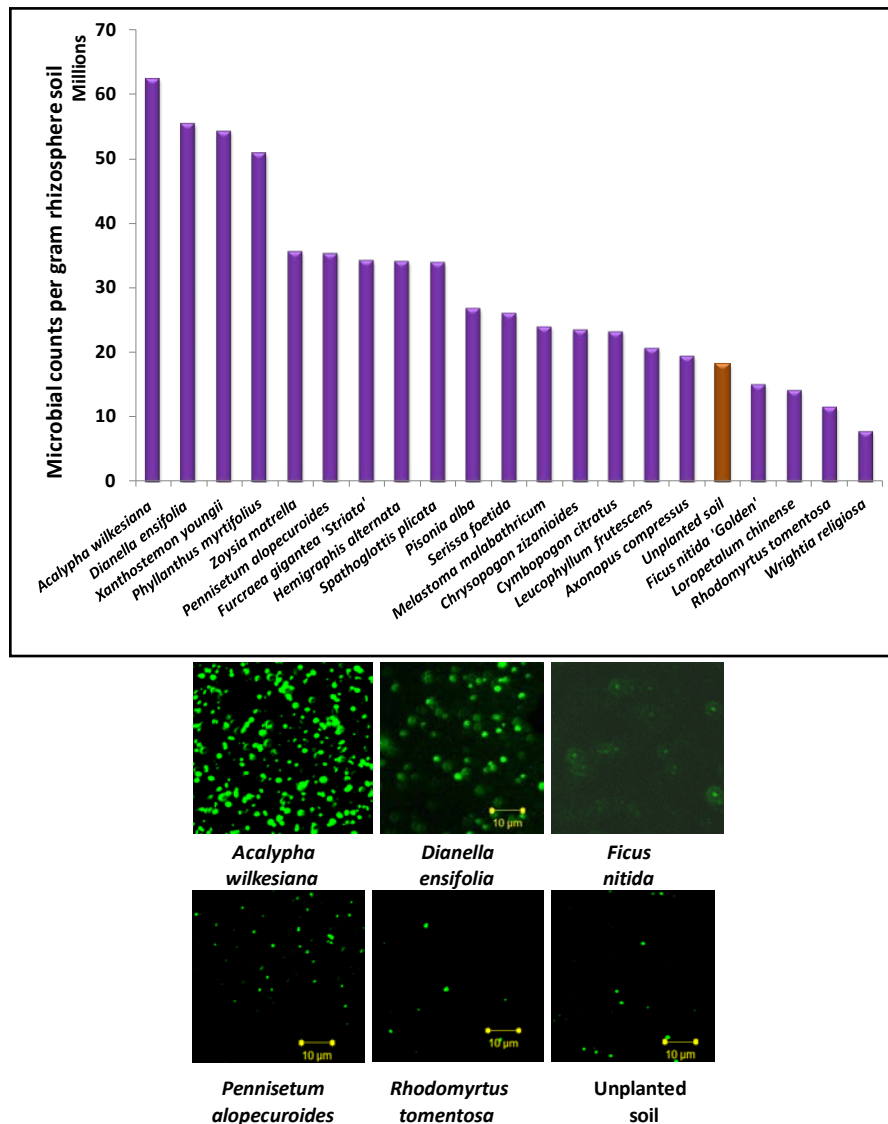 Microbial counts per gram rhizosphere soil
Millions
70
60
50
40
30
20
10
0
Acalypha wilkesiana
Dianella ensifolia
Xanthostemon youngii
Phyllanthus myrtifolius
Zoysia matrella
Pennisetum alopecuroides
Furcraea gigantea 'Striata'
Hemigraphis alternata
Spathoglottis plicata
Pisonia alba
Serissa foetida
Melastoma malabathricum
Chrysopogon zizanioides
Cymbopogon citratus
Leucophyllum frutescens
Axonopus compressus
Unplanted soil
Ficus nitida 'Golden'
Loropetalum chinense
Rhodomyrtus tomentosa
Wrightia religiosa
10 µm
Acalypha
wilkesiana
Dianella
ensifolia
Ficus
nitida
10 µm
10 µm
10 µm
Pennisetum
alopecuroides
Rhodomyrtus
tomentosa
Unplanted
soil